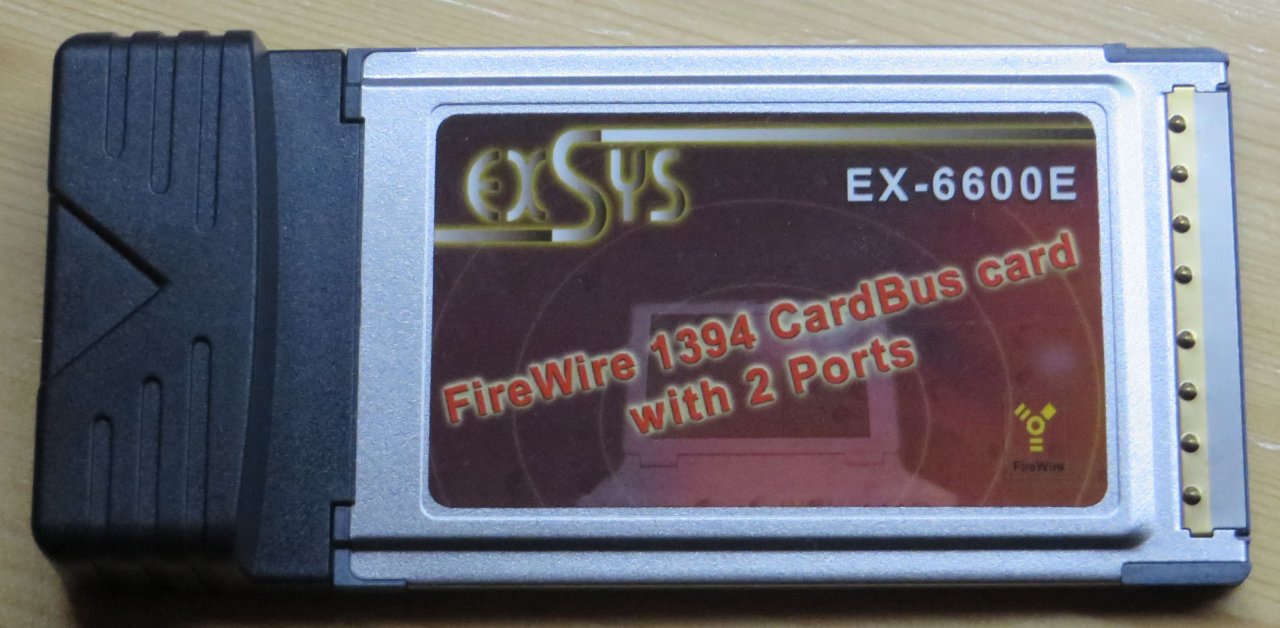 EXSYS
EX-6600E
FireWire 1394 CardBus card
with 2 Ports
FireWire